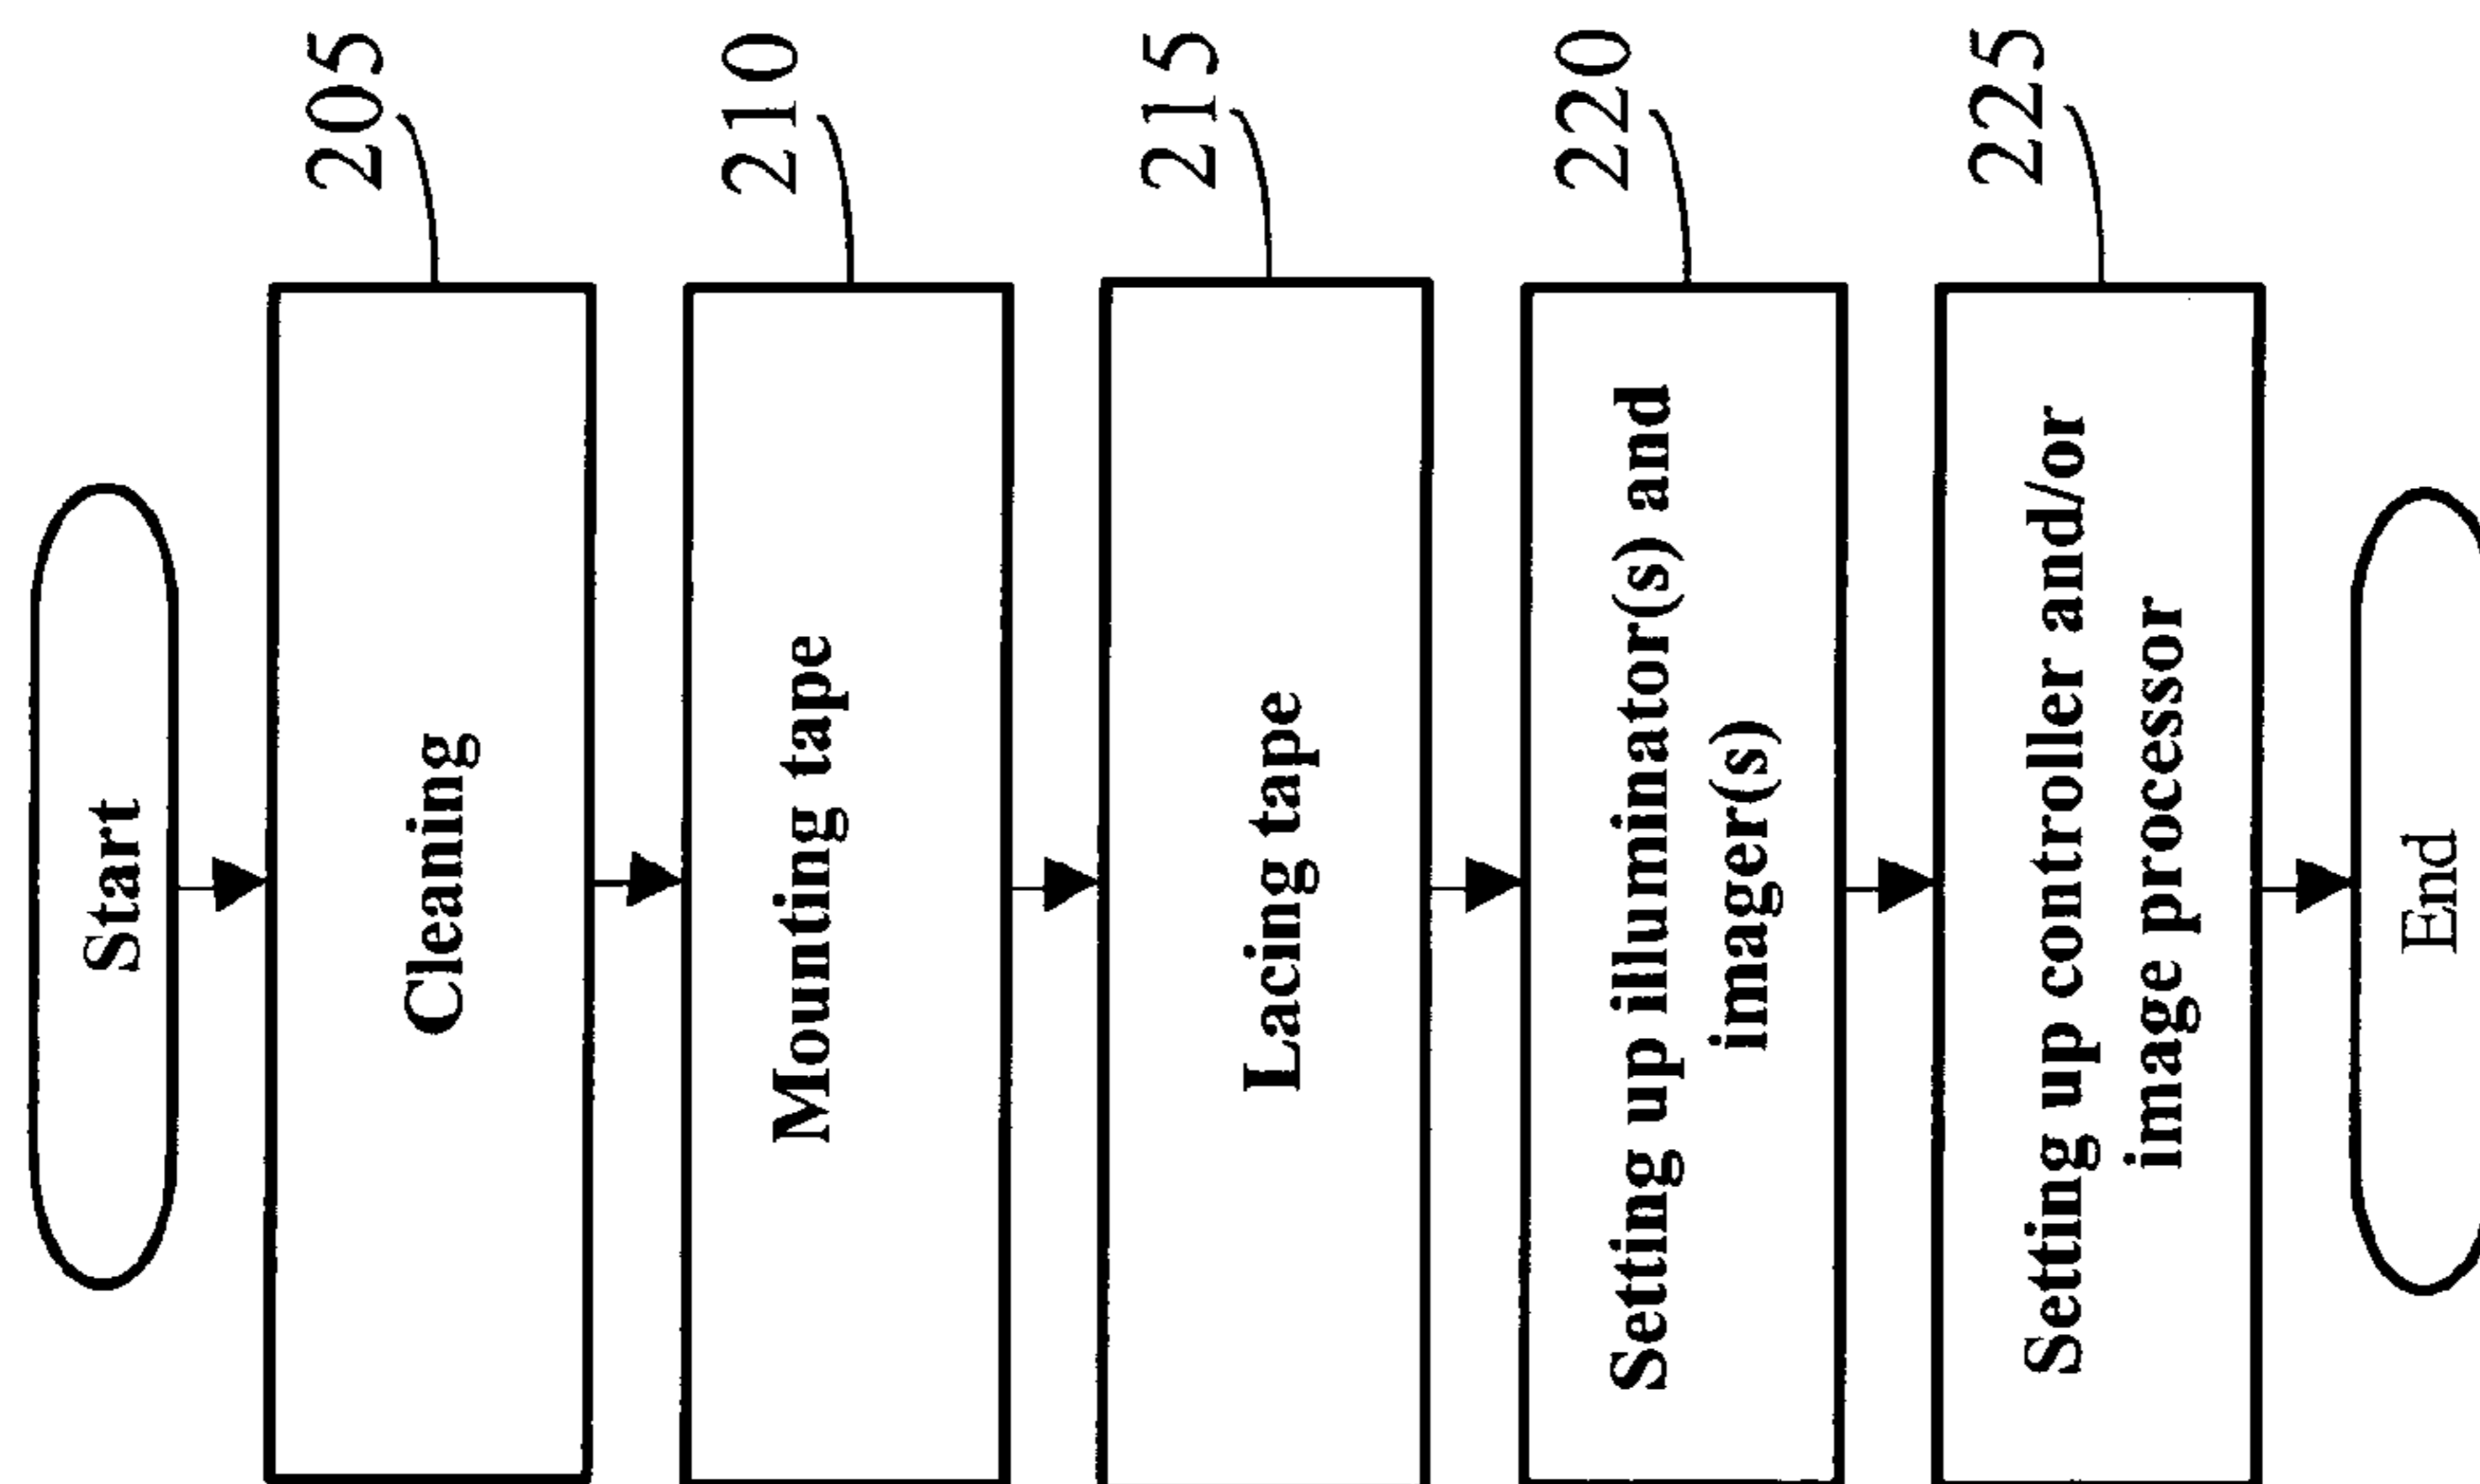 Start
205
Cleaning
210
Mounting tape
215
Lacing tape
220
Setting up illuminator(s) and
imager(s)
225
Setting up controller and/or
image processor
End